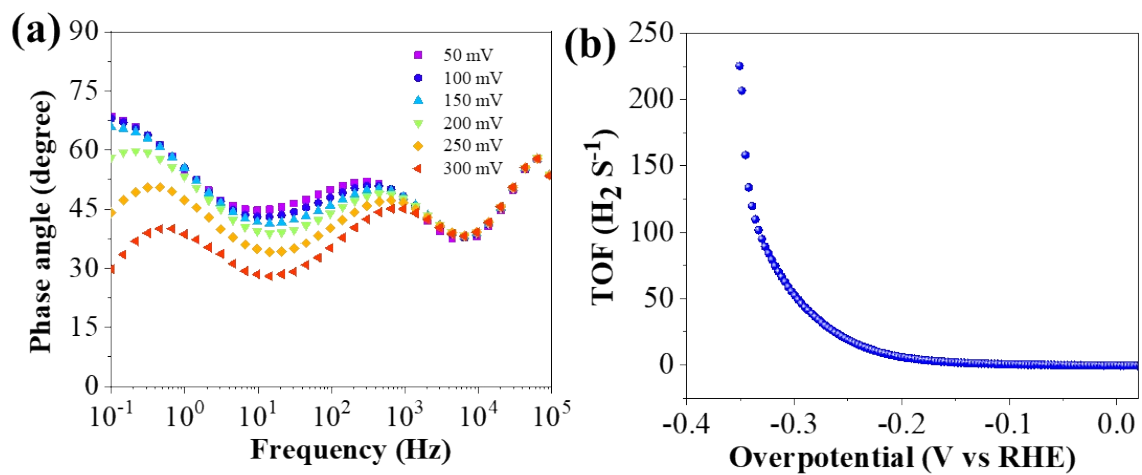 (a)
90
75
60
45
30
15
0
Phase angle (degree)
50 mV
100 mV
150 mV
200 mV
250 mV
300 mV
10⁻¹ 10⁰ 10¹ 10² 10³ 10⁴ 10⁵
Frequency (Hz)
(b)
250
200
150
100
50
0
TOF (H₂ S⁻¹)
-0.4 -0.3 -0.2 -0.1 0.0
Overpotential (V vs RHE)